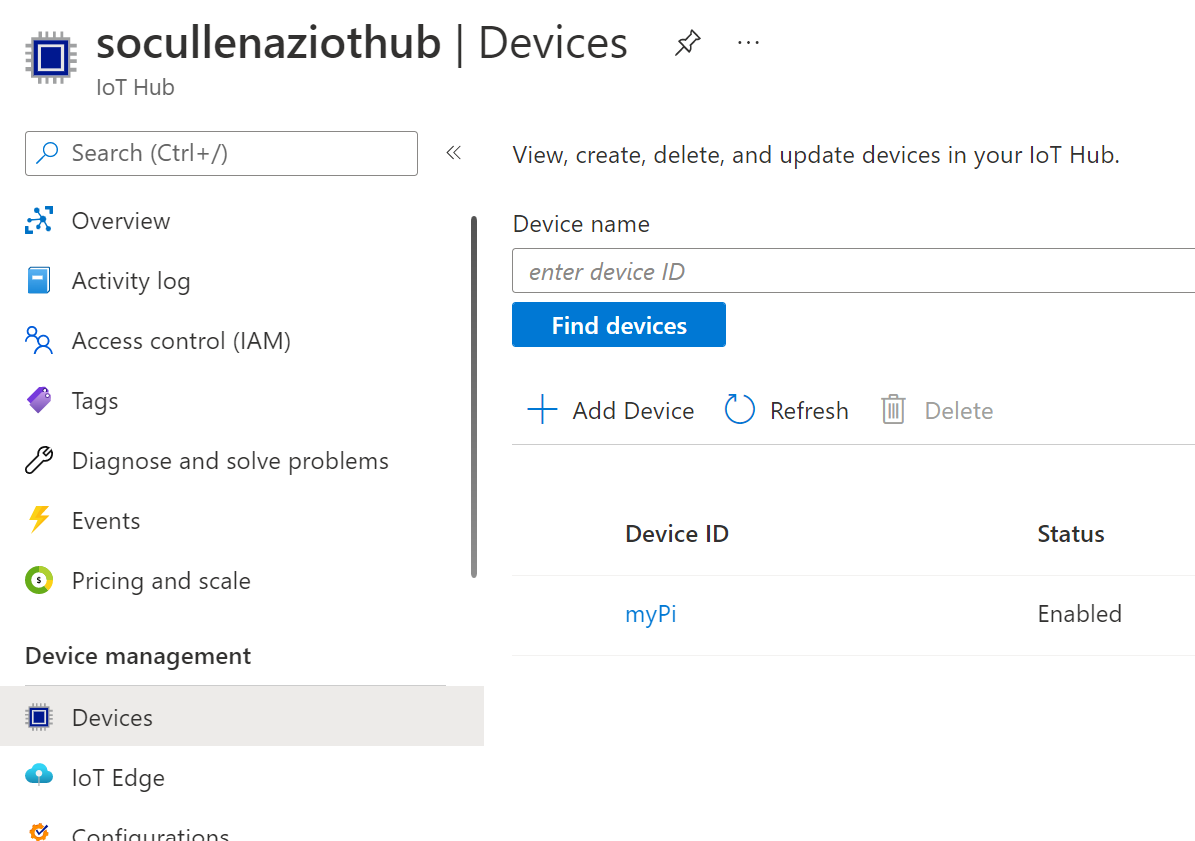 socullenaziothub | Devices
IoT Hub
Search (Ctrl+/)
Overview
Activity log
Access control (IAM)
Tags
Diagnose and solve problems
Events
Pricing and scale
Device management
Devices
IoT Edge
Configurations
View, create, delete, and update devices in your IoT Hub.
Device name
enter device ID
Find devices
Add Device Refresh Delete
Device ID Status
myPi Enabled